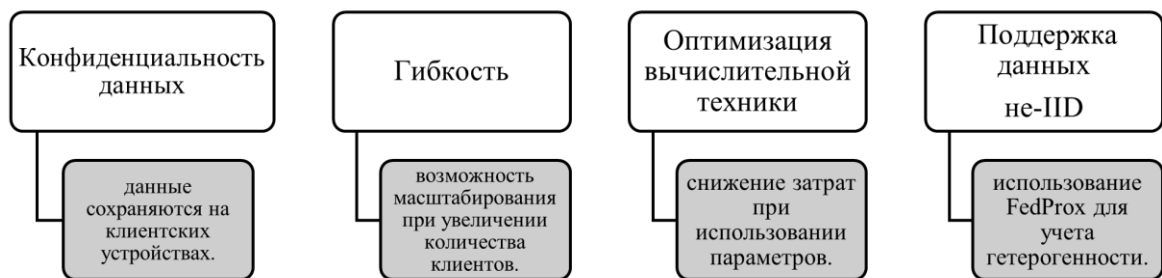 Конфиденциальность
данных
данные
сохраняются на
клиентских
устройствах.
Гибкость
возможность
масштабирования
при увеличении
количества
клиентов.
Оптимизация
вычислительной
техники
снижение затрат
при
использовании
параметров.
Поддержка
данных
не-IID
использование
FedProx для
учета
гетерогенности.